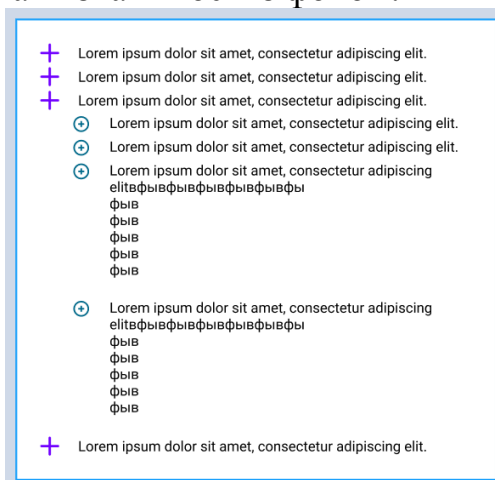 Lorem ipsum dolor sit amet, consectetur adipiscing elit.
Lorem ipsum dolor sit amet, consectetur adipiscing elit.
Lorem ipsum dolor sit amet, consectetur adipiscing elit.
Lorem ipsum dolor sit amet, consectetur adipiscing elit.
Lorem ipsum dolor sit amet, consectetur adipiscing elit.
Lorem ipsum dolor sit amet, consectetur adipiscing
elitвфывфывфывфывфывфы
фыв
фыв
фыв
фыв
фыв
Lorem ipsum dolor sit amet, consectetur adipiscing
elitвфывфывфывфывфывфы
фыв
фыв
фыв
фыв
фыв
Lorem ipsum dolor sit amet, consectetur adipiscing elit.